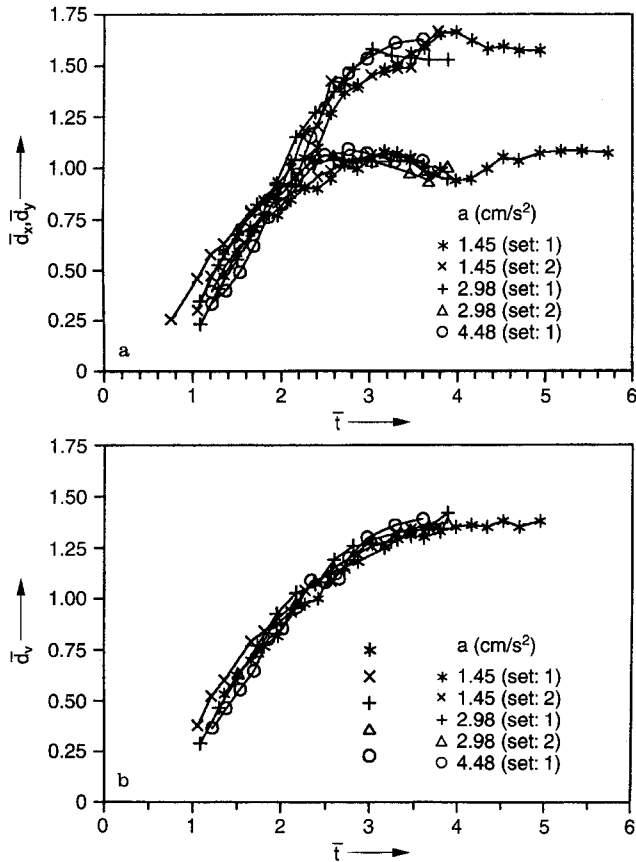 1.75
1.50
1.25
1.00
0.75
0.50
0.25
0
d̄x,d̄y
a (cm/s²)
1.45 (set: 1)
1.45 (set: 2)
2.98 (set: 1)
2.98 (set: 2)
4.48 (set: 1)
a
0 1 2 3 4 5 6
t̄
1.75
1.50
1.25
1.00
0.75
0.50
0.25
0
d̄v
a (cm/s²)
1.45 (set: 1)
1.45 (set: 2)
2.98 (set: 1)
2.98 (set: 2)
4.48 (set: 1)
b
0 1 2 3 4 5 6
t̄